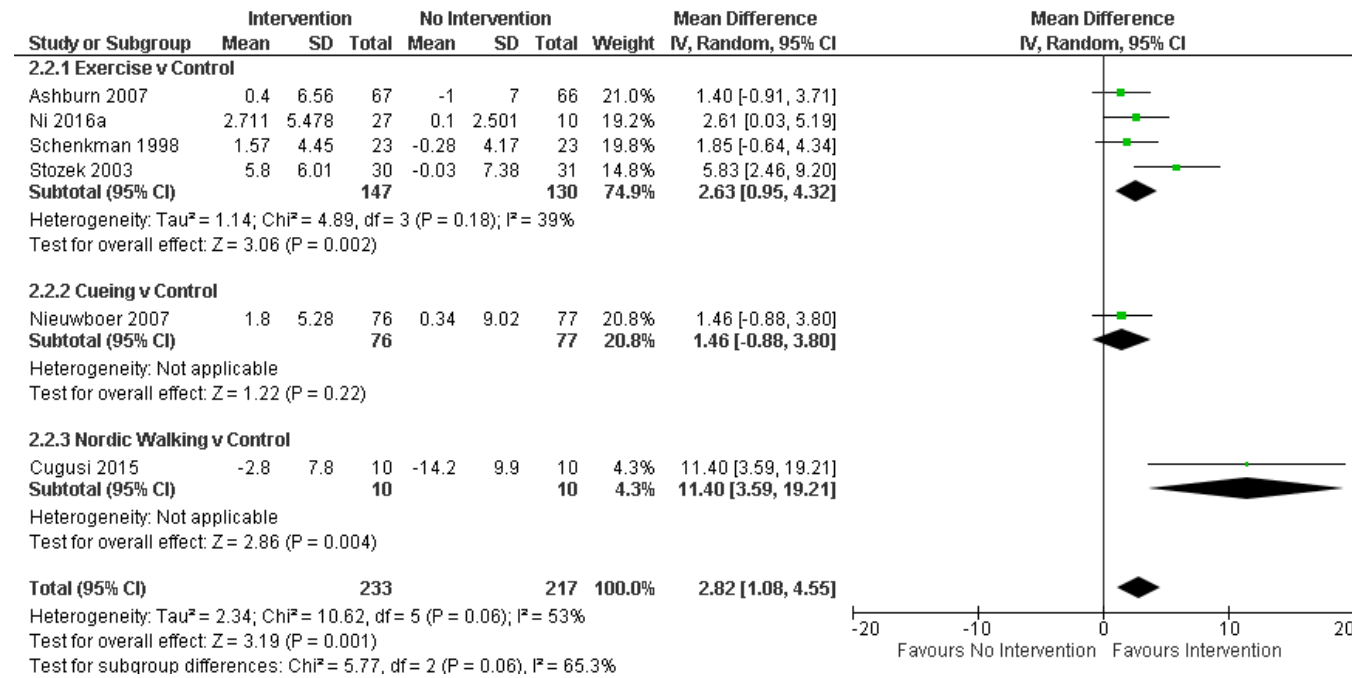 Intervention No Intervention Mean Difference Mean Difference
Study or Subgroup Mean SD Total Mean SD Total Weight IV, Random, 95% CI IV, Random, 95% CI
2.2.1 Exercise v Control
Ashburn 2007 0.4 6.56 67 -1 7 66 21.0% 1.40 [-0.91, 3.71]
Ni 2016a 2.711 5.478 27 0.1 2.501 10 19.2% 2.61 [0.03, 5.19]
Schenkman 1998 1.57 4.45 23 -0.28 4.17 23 19.8% 1.85 [-0.64, 4.34]
Stozek 2003 5.8 6.01 30 -0.03 7.38 31 14.8% 5.83 [2.46, 9.20]
Subtotal (95% CI) 147 130 74.9% 2.63 [0.95, 4.32]
Heterogeneity: Tau² = 1.14; Chi² = 4.89, df = 3 (P = 0.18); I² = 39%
Test for overall effect: Z = 3.06 (P = 0.002)
2.2.2 Cueing v Control
Nieuwboer 2007 1.8 5.28 76 0.34 9.02 77 20.8% 1.46 [-0.88, 3.80]
Subtotal (95% CI) 76 77 20.8% 1.46 [-0.88, 3.80]
Heterogeneity: Not applicable
Test for overall effect: Z = 1.22 (P = 0.22)
2.2.3 Nordic Walking v Control
Cugusi 2015 -2.8 7.8 10 -14.2 9.9 10 4.3% 11.40 [3.59, 19.21]
Subtotal (95% CI) 10 10 4.3% 11.40 [3.59, 19.21]
Heterogeneity: Not applicable
Test for overall effect: Z = 2.86 (P = 0.004)
Total (95% CI) 233 217 100.0% 2.82 [1.08, 4.55]
Heterogeneity: Tau² = 2.34; Chi² = 10.62, df = 5 (P = 0.06); I² = 53%
Test for overall effect: Z = 3.19 (P = 0.001)
Test for subgroup differences: Chi² = 5.77, df = 2 (P = 0.06), I² = 65.3%
-20 -10 0 10 20
Favours No Intervention Favours Intervention